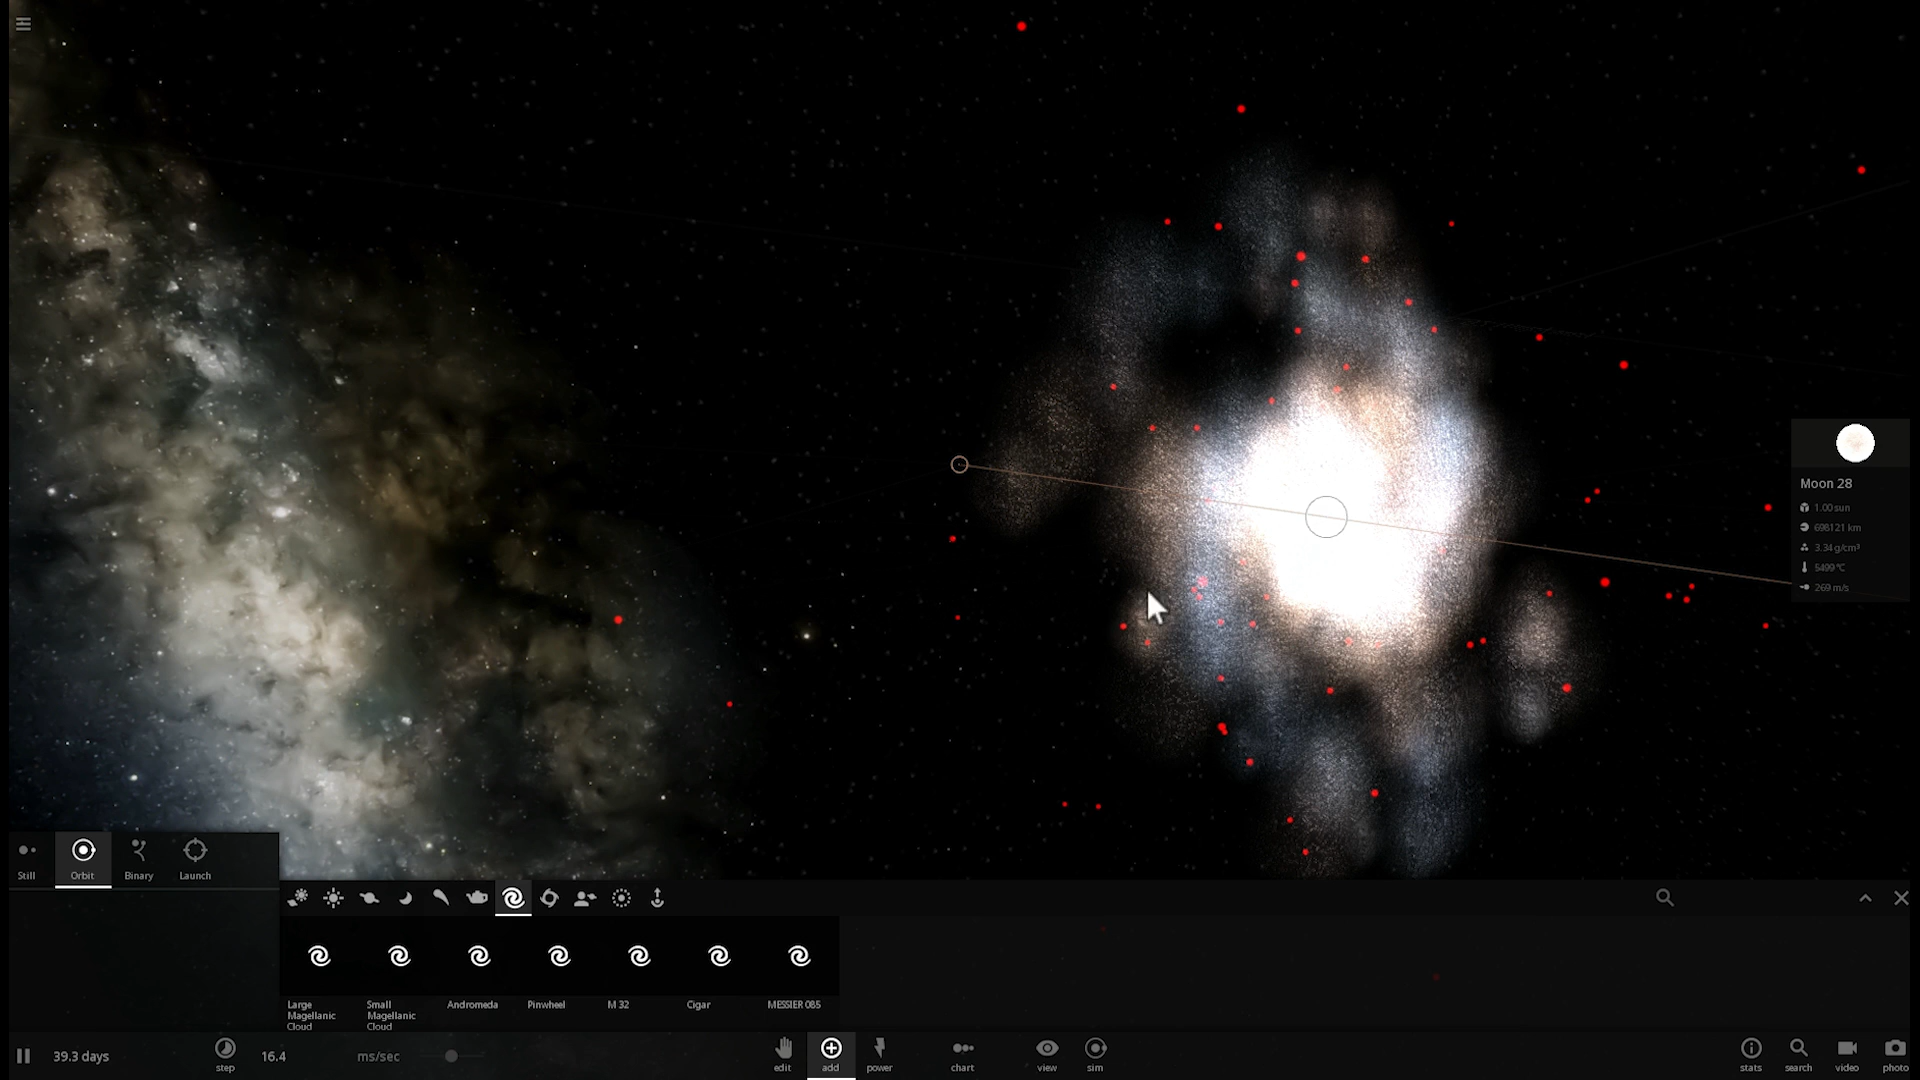 Moon 28
1.00 sun
698121 km
3.34 g/cm³
5499 °C
269 m/s
Still
Orbit
Binary
Launch
Large
Magellanic
Cloud
Small
Magellanic
Cloud
Andromeda
Pinwheel
M 32
Cigar
MESSIER 085
39.3 days
step
16.4
ms/sec
edit
add
power
chart
view
sim
stats
search
video
photo